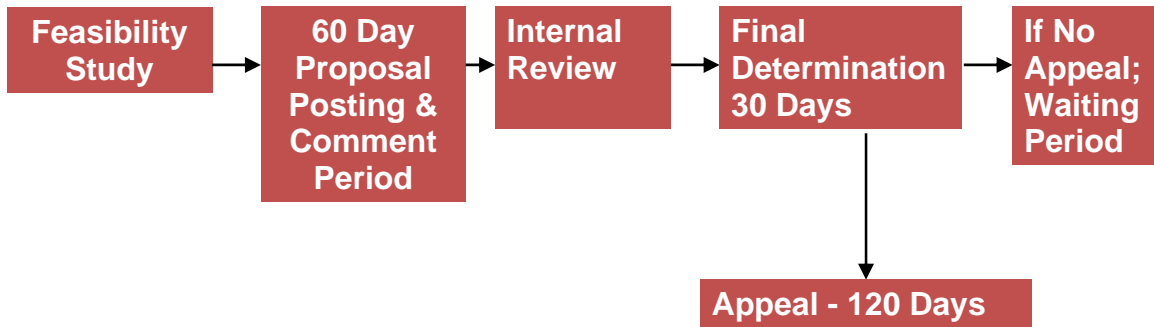 Feasibility
Study
60 Day
Proposal
Posting &
Comment
Period
Internal
Review
Final
Determination
30 Days
If No
Appeal;
Waiting
Period
Appeal - 120 Days